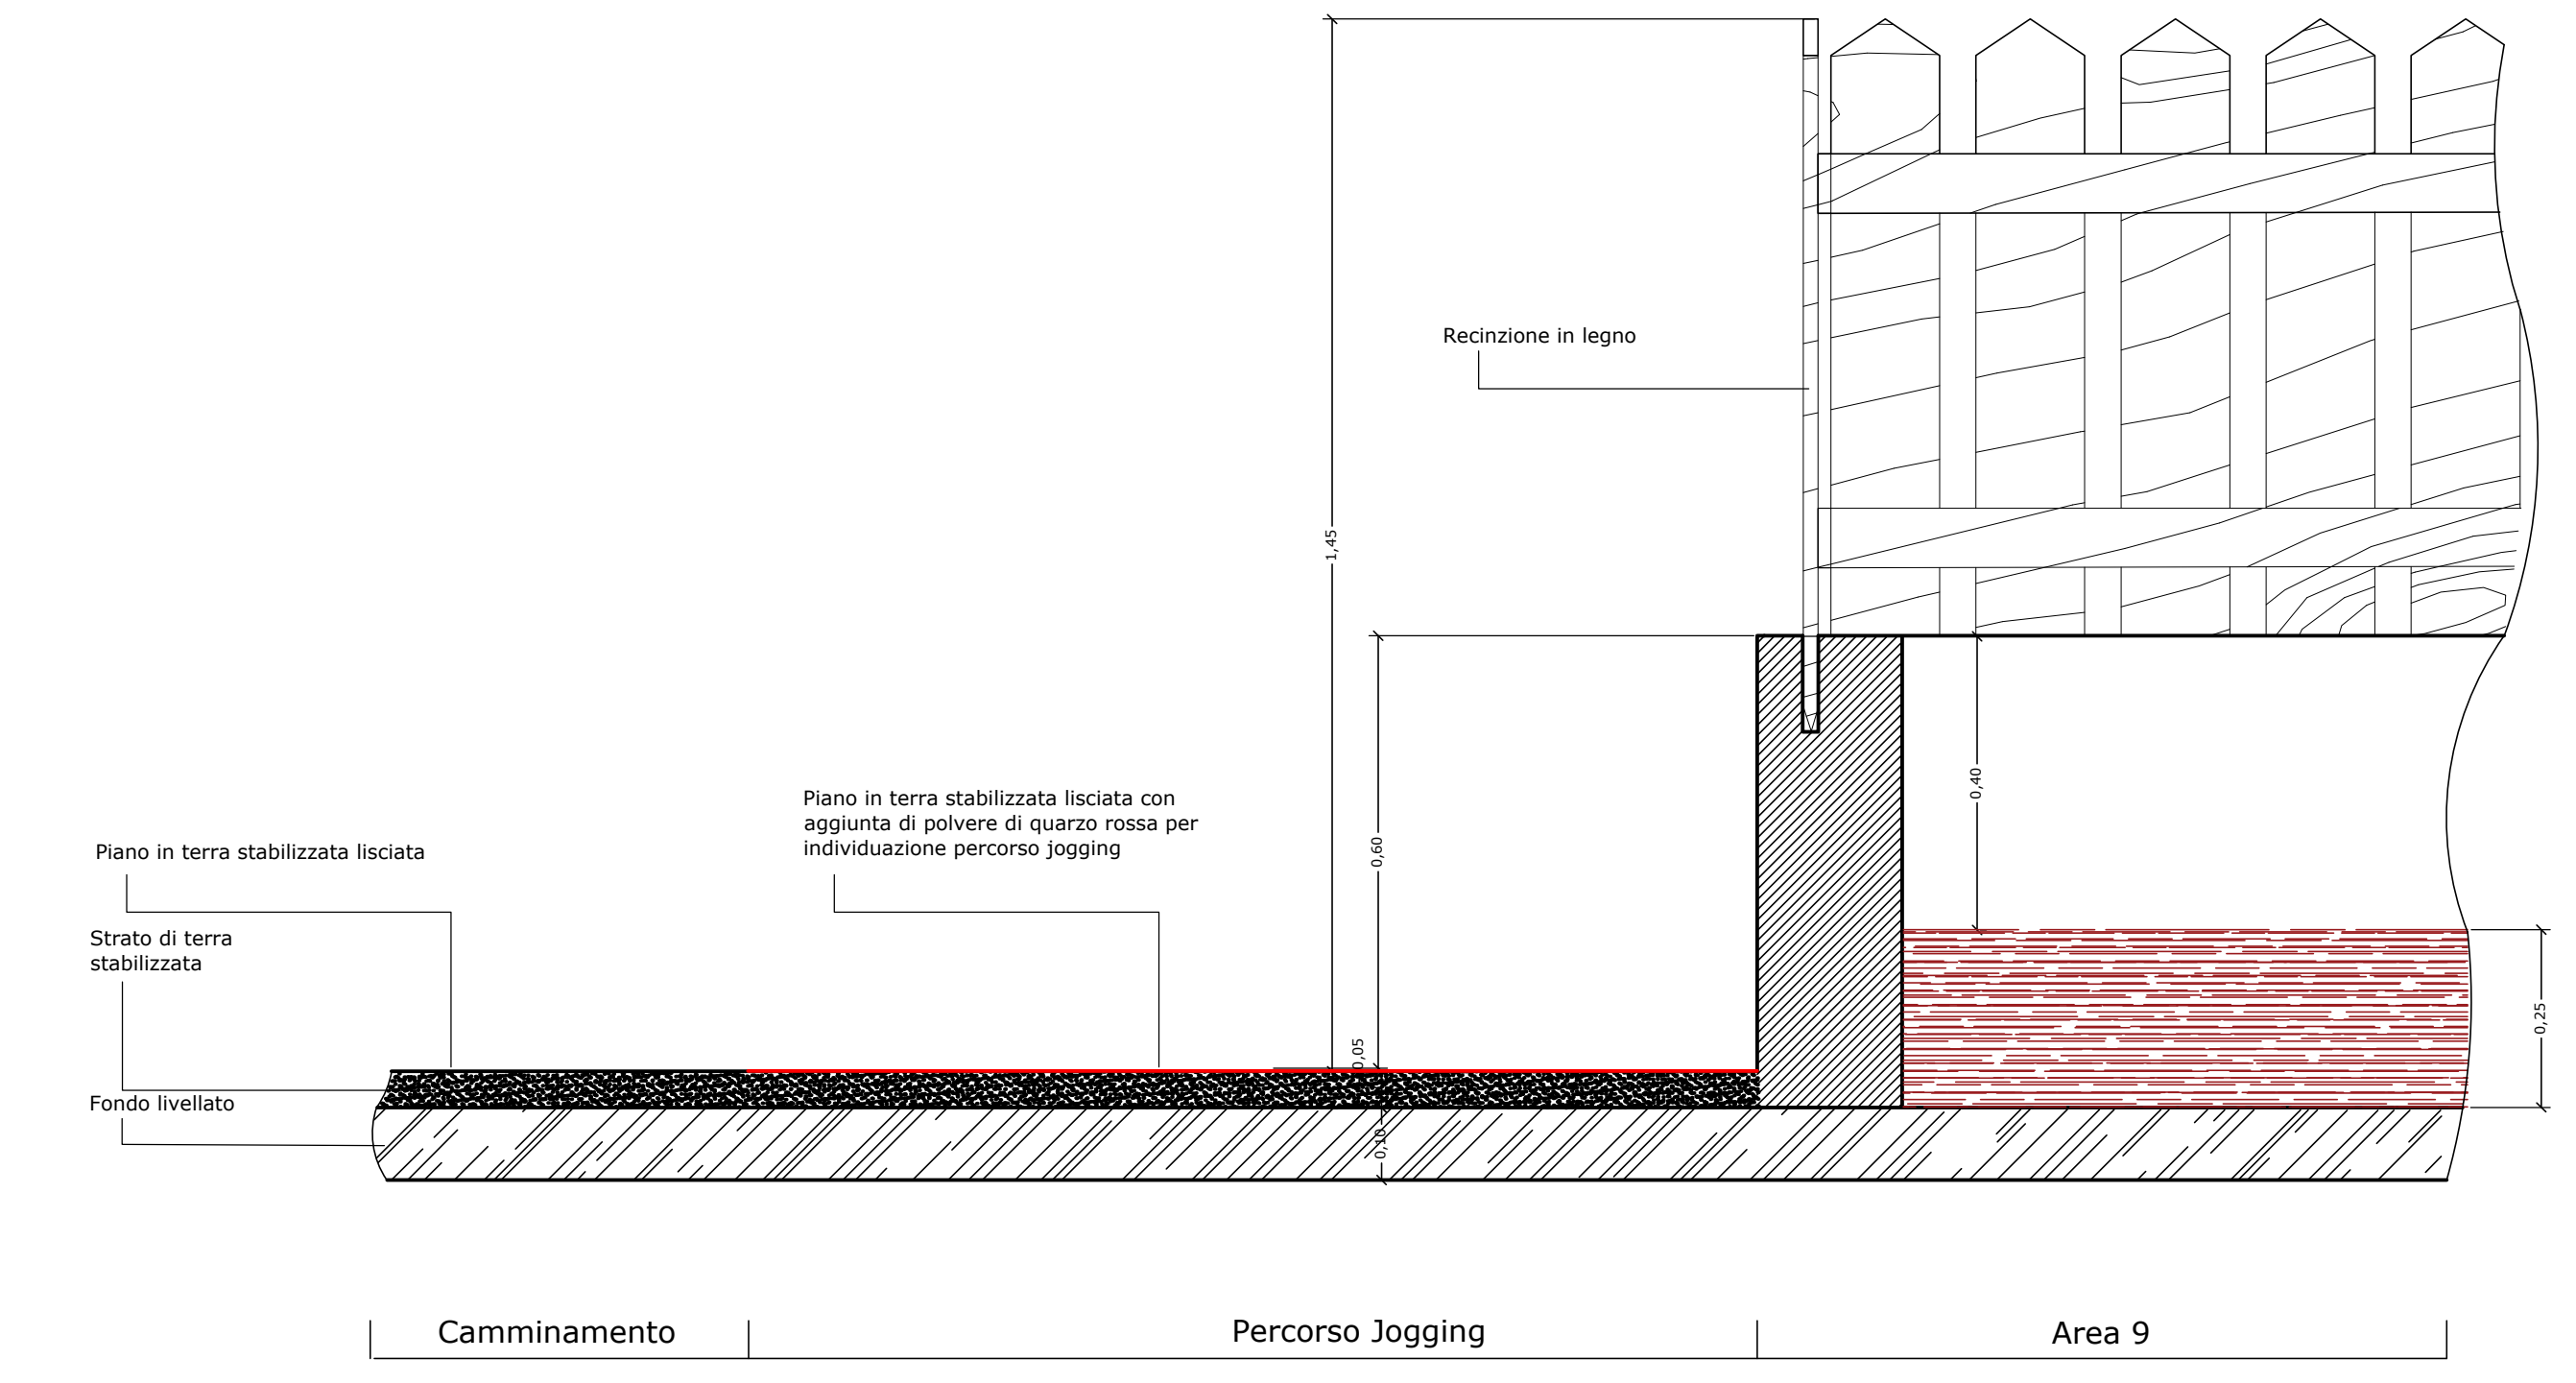 Recinzione in legno
1,45
Piano in terra stabilizzata lisciata con
aggiunta di polvere di quarzo rossa per
individuazione percorso jogging
Piano in terra stabilizzata lisciata
0,60
0,40
Strato di terra
stabilizzata
0,25
0,05
Fondo livellato
0,10
Camminamento
Percorso Jogging
Area 9